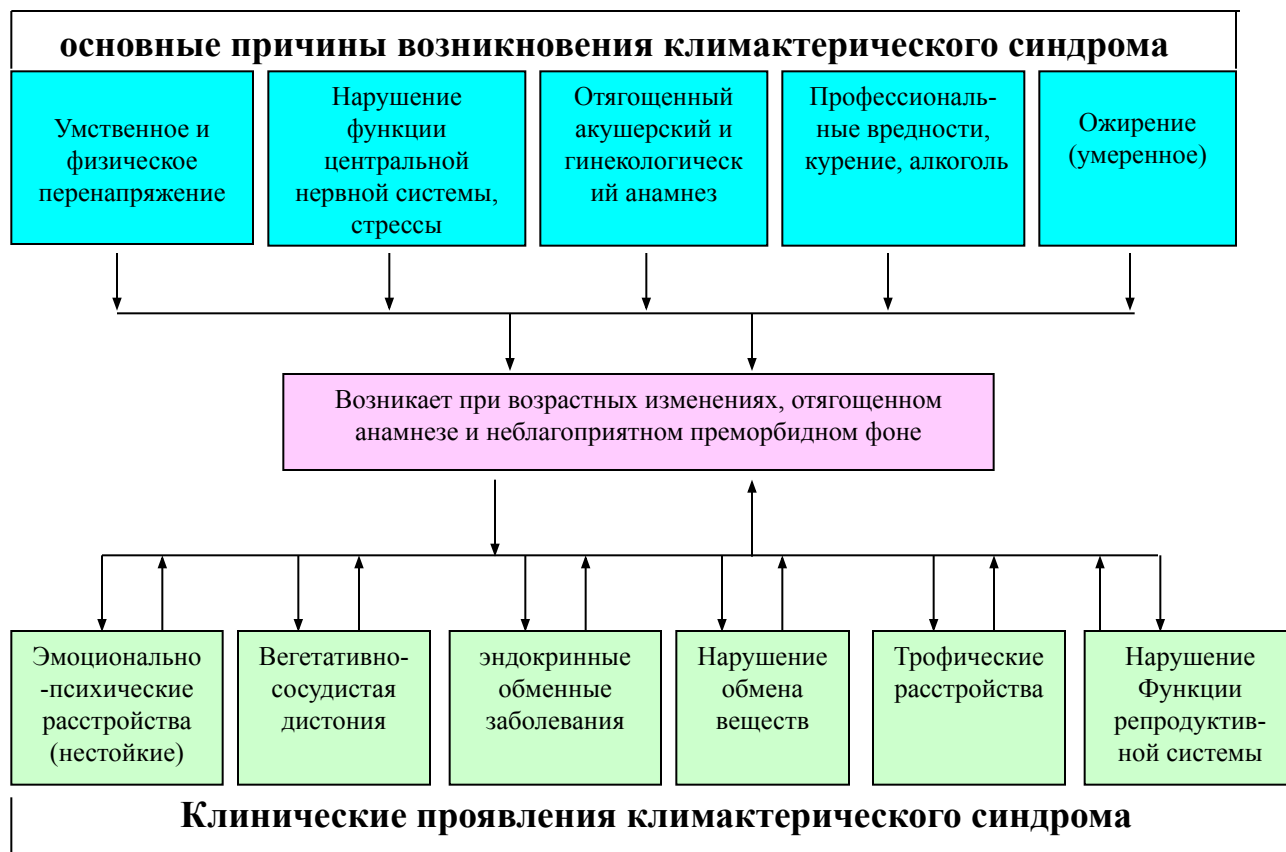 основные причины возникновения климактерического синдрома
Умственное и
физическое
перенапряжение
Нарушение
функции
центральной
нервной системы,
стрессы
Отягощенный
акушерский и
гинекологическ
ий анамнез
Профессиональ-
ные вредности,
курение, алкоголь
Ожирение
(умеренное)
Возникает при возрастных изменениях, отягощенном
анамнезе и неблагоприятном преморбидном фоне
Эмоционально
-психические
расстройства
(нестойкие)
Вегетативно-
сосудистая
дистония
эндокринные
обменные
заболевания
Нарушение
обмена
веществ
Трофические
расстройства
Нарушение
Функции
репродуктив-
ной системы
Клинические проявления климактерического синдрома